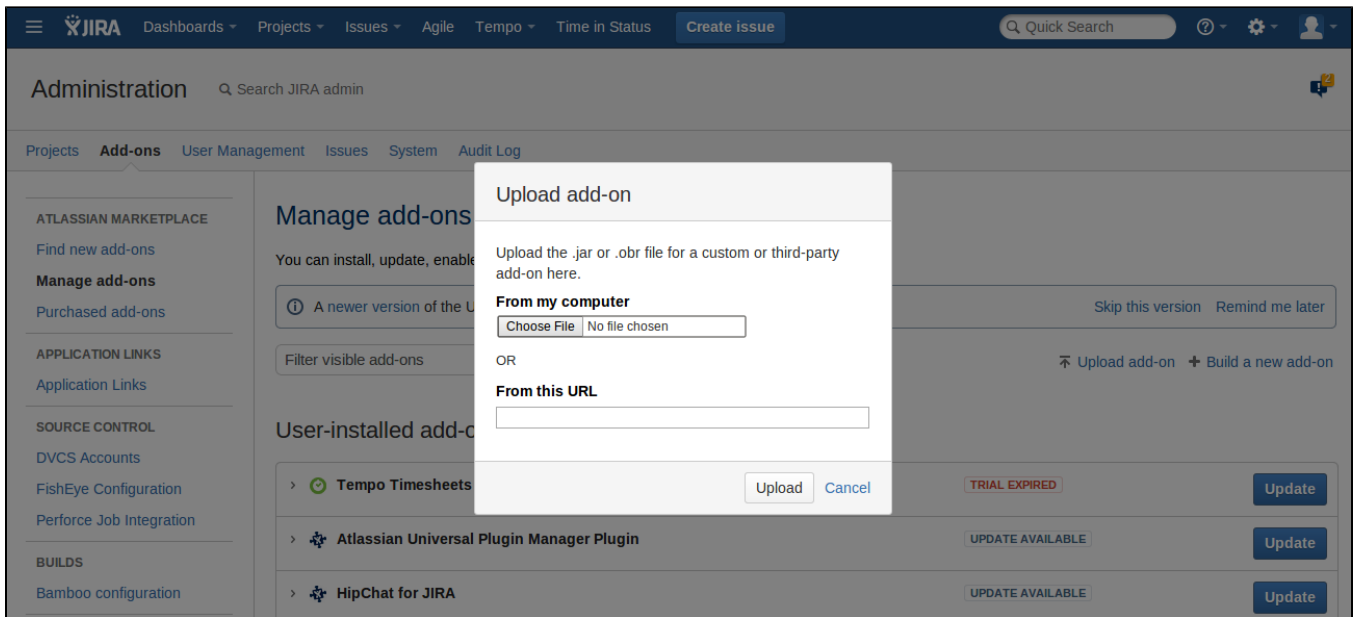 JIRA Dashboards Projects Issues Agile Tempo Time in Status Create issue Quick Search
Administration Search JIRA admin 2
Projects Add-ons User Management Issues System Audit Log
ATLASSIAN MARKETPLACE
Find new add-ons
Manage add-ons
Purchased add-ons
APPLICATION LINKS
Application Links
SOURCE CONTROL
DVCS Accounts
FishEye Configuration
Perforce Job Integration
BUILDS
Bamboo configuration
Manage add-ons
You can install, update, enable
A newer version of the U
Skip this version Remind me later
Filter visible add-ons
Upload add-on Build a new add-on
User-installed add-o
Tempo Timesheets TRIAL EXPIRED Update
Atlassian Universal Plugin Manager Plugin UPDATE AVAILABLE Update
HipChat for JIRA UPDATE AVAILABLE Update
Upload add-on
Upload the .jar or .obr file for a custom or third-party
add-on here.
From my computer
Choose File No file chosen
OR
From this URL
Upload Cancel